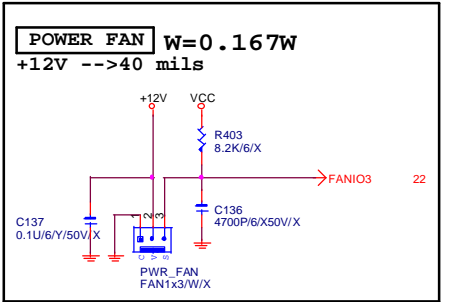 POWER FAN W=0.167W
+12V -->40 mils
+12V VCC
R403
8.2K/6/X
FANIO3 22
C136
4700P/6/X50V/X
C137
0.1U/6/Y/50V/X
1 2 3
C V S
PWR_FAN
FAN1x3/W/X